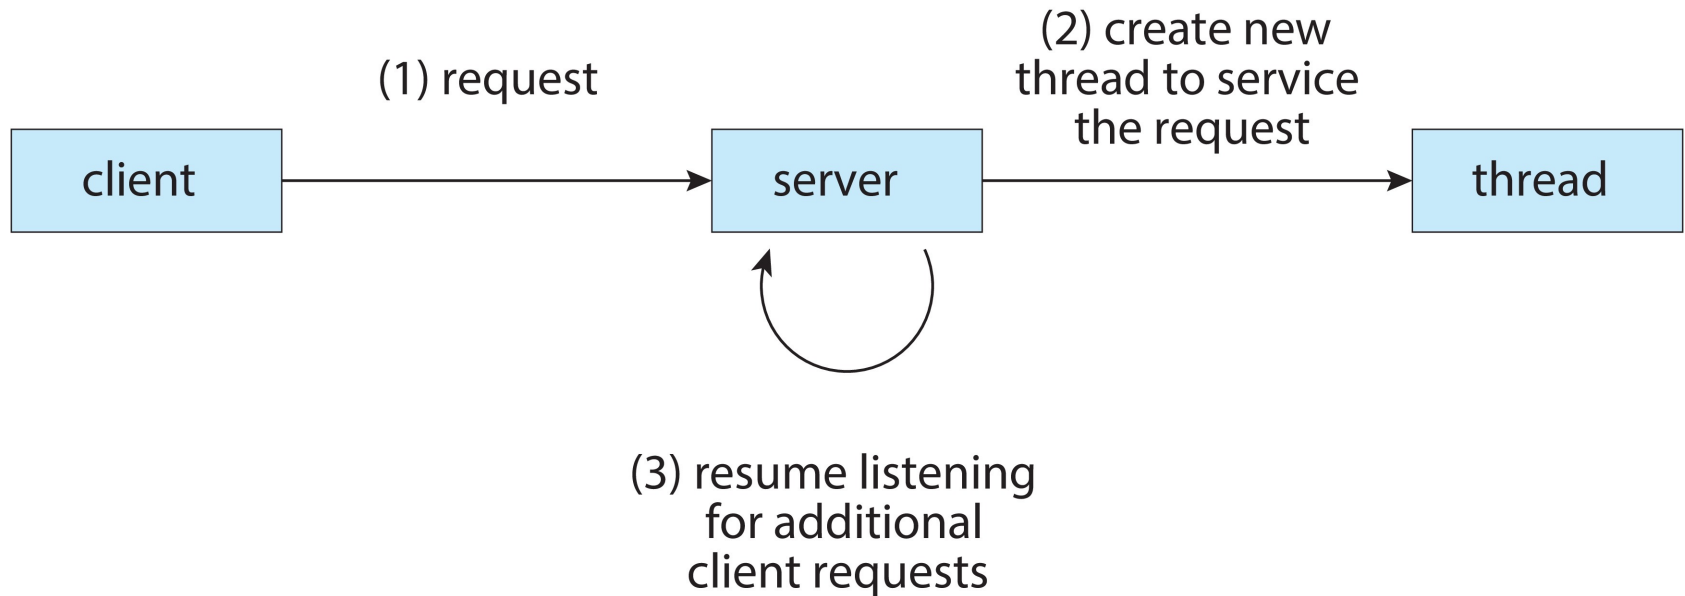 (1) request
(2) create new
thread to service
the request
client
server
thread
(3) resume listening
for additional
client requests